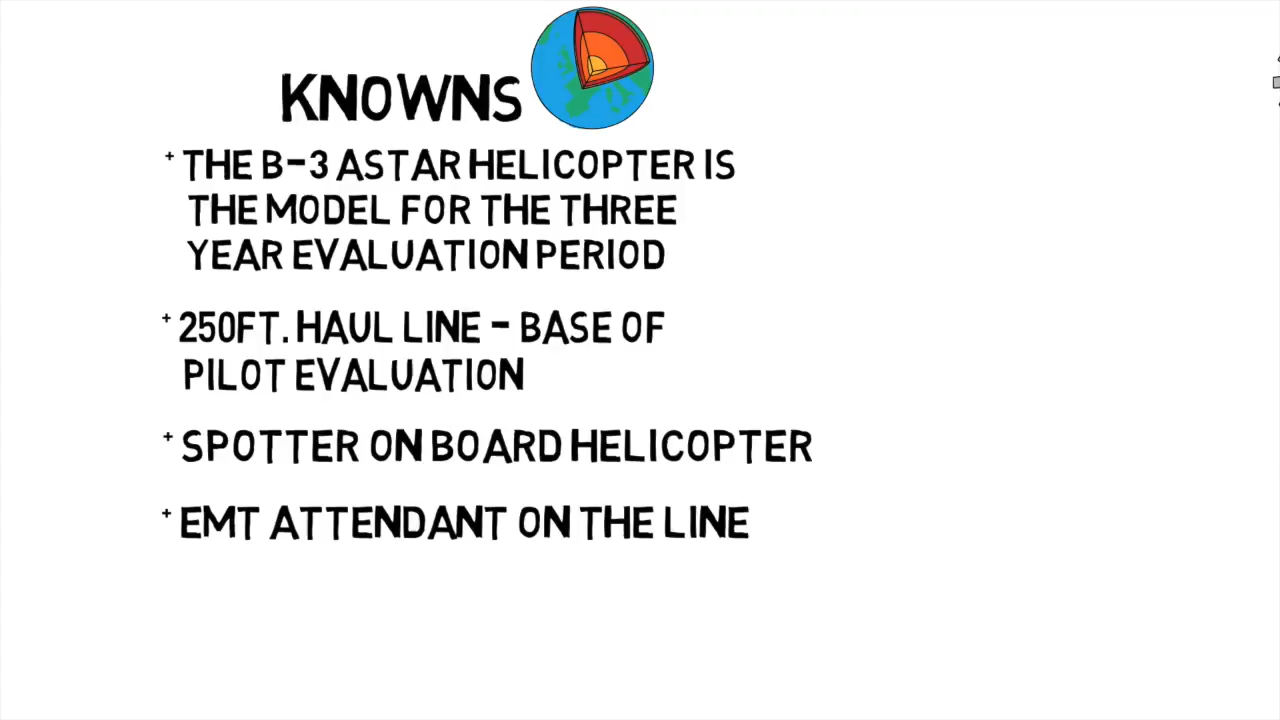 KNOWNS
+ THE B-3 ASTAR HELICOPTER IS
THE MODEL FOR THE THREE
YEAR EVALUATION PERIOD
+ 250FT. HAUL LINE - BASE OF
PILOT EVALUATION
+ SPOTTER ON BOARD HELICOPTER
+ EMT ATTENDANT ON THE LINE